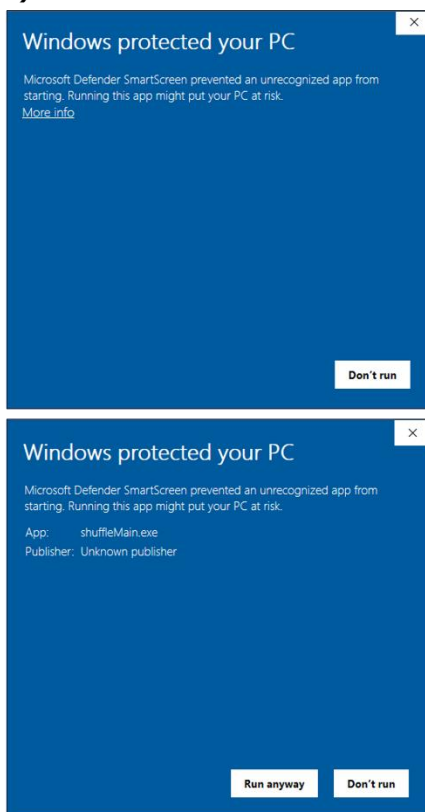 Windows protected your PC
Microsoft Defender SmartScreen prevented an unrecognized app from
starting. Running this app might put your PC at risk.
More info
Don't run
Windows protected your PC
Microsoft Defender SmartScreen prevented an unrecognized app from
starting. Running this app might put your PC at risk.
App: shuffleMain.exe
Publisher: Unknown publisher
Run anyway Don't run